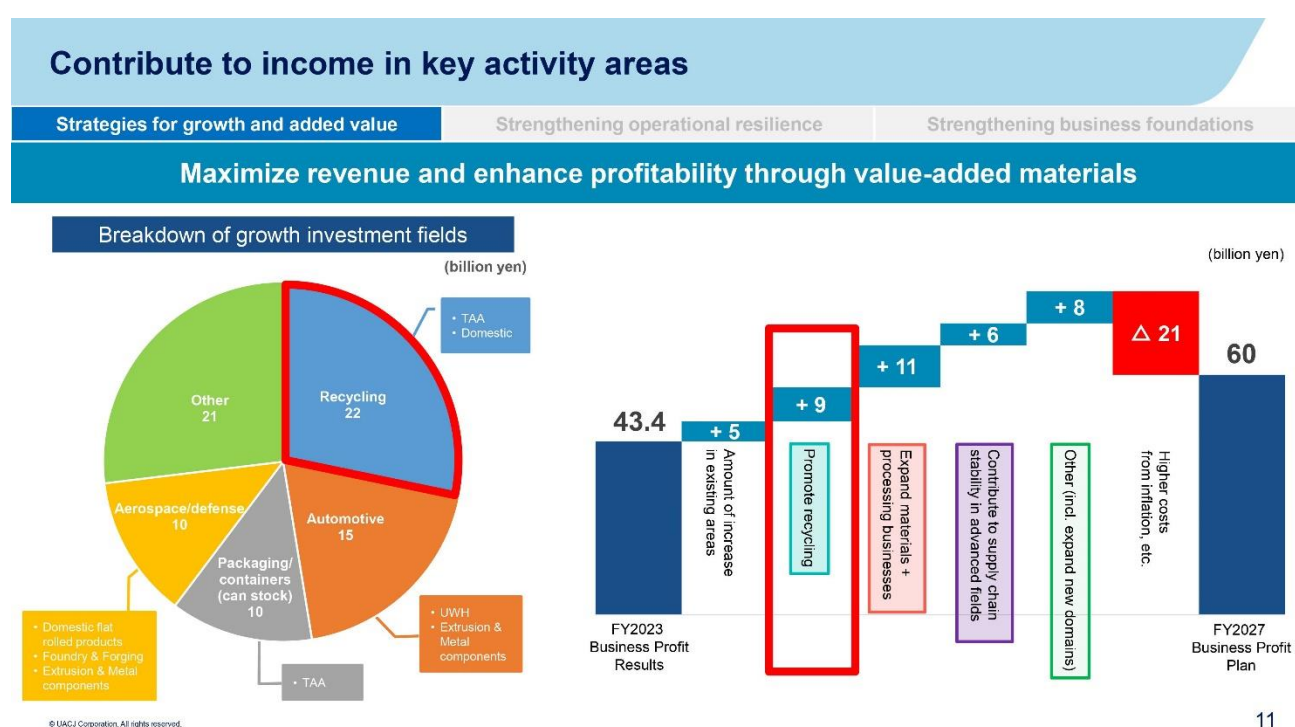 Contribute to income in key activity areas
Strategies for growth and added value
Strengthening operational resilience
Strengthening business foundations
Maximize revenue and enhance profitability through value-added materials
Breakdown of growth investment fields
(billion yen)
• TAA
• Domestic
Recycling
22
Other
21
Aerospace/defense
10
Automotive
15
Packaging/
containers
(can stock)
10
• Domestic flat
rolled products
• Foundry & Forging
• Extrusion & Metal
components
• TAA
• UWH
• Extrusion &
Metal
components
(billion yen)
43.4
+ 5
+ 9
+ 11
+ 6
+ 8
△ 21
60
Amount of increase
in existing areas
Promote recycling
Expand materials +
processing businesses
Contribute to supply chain
stability in advanced fields
Other (incl. expand new domains)
Higher costs
from inflation, etc.
FY2023
Business Profit
Results
FY2027
Business Profit
Plan
© UACJ Corporation. All rights reserved.
11